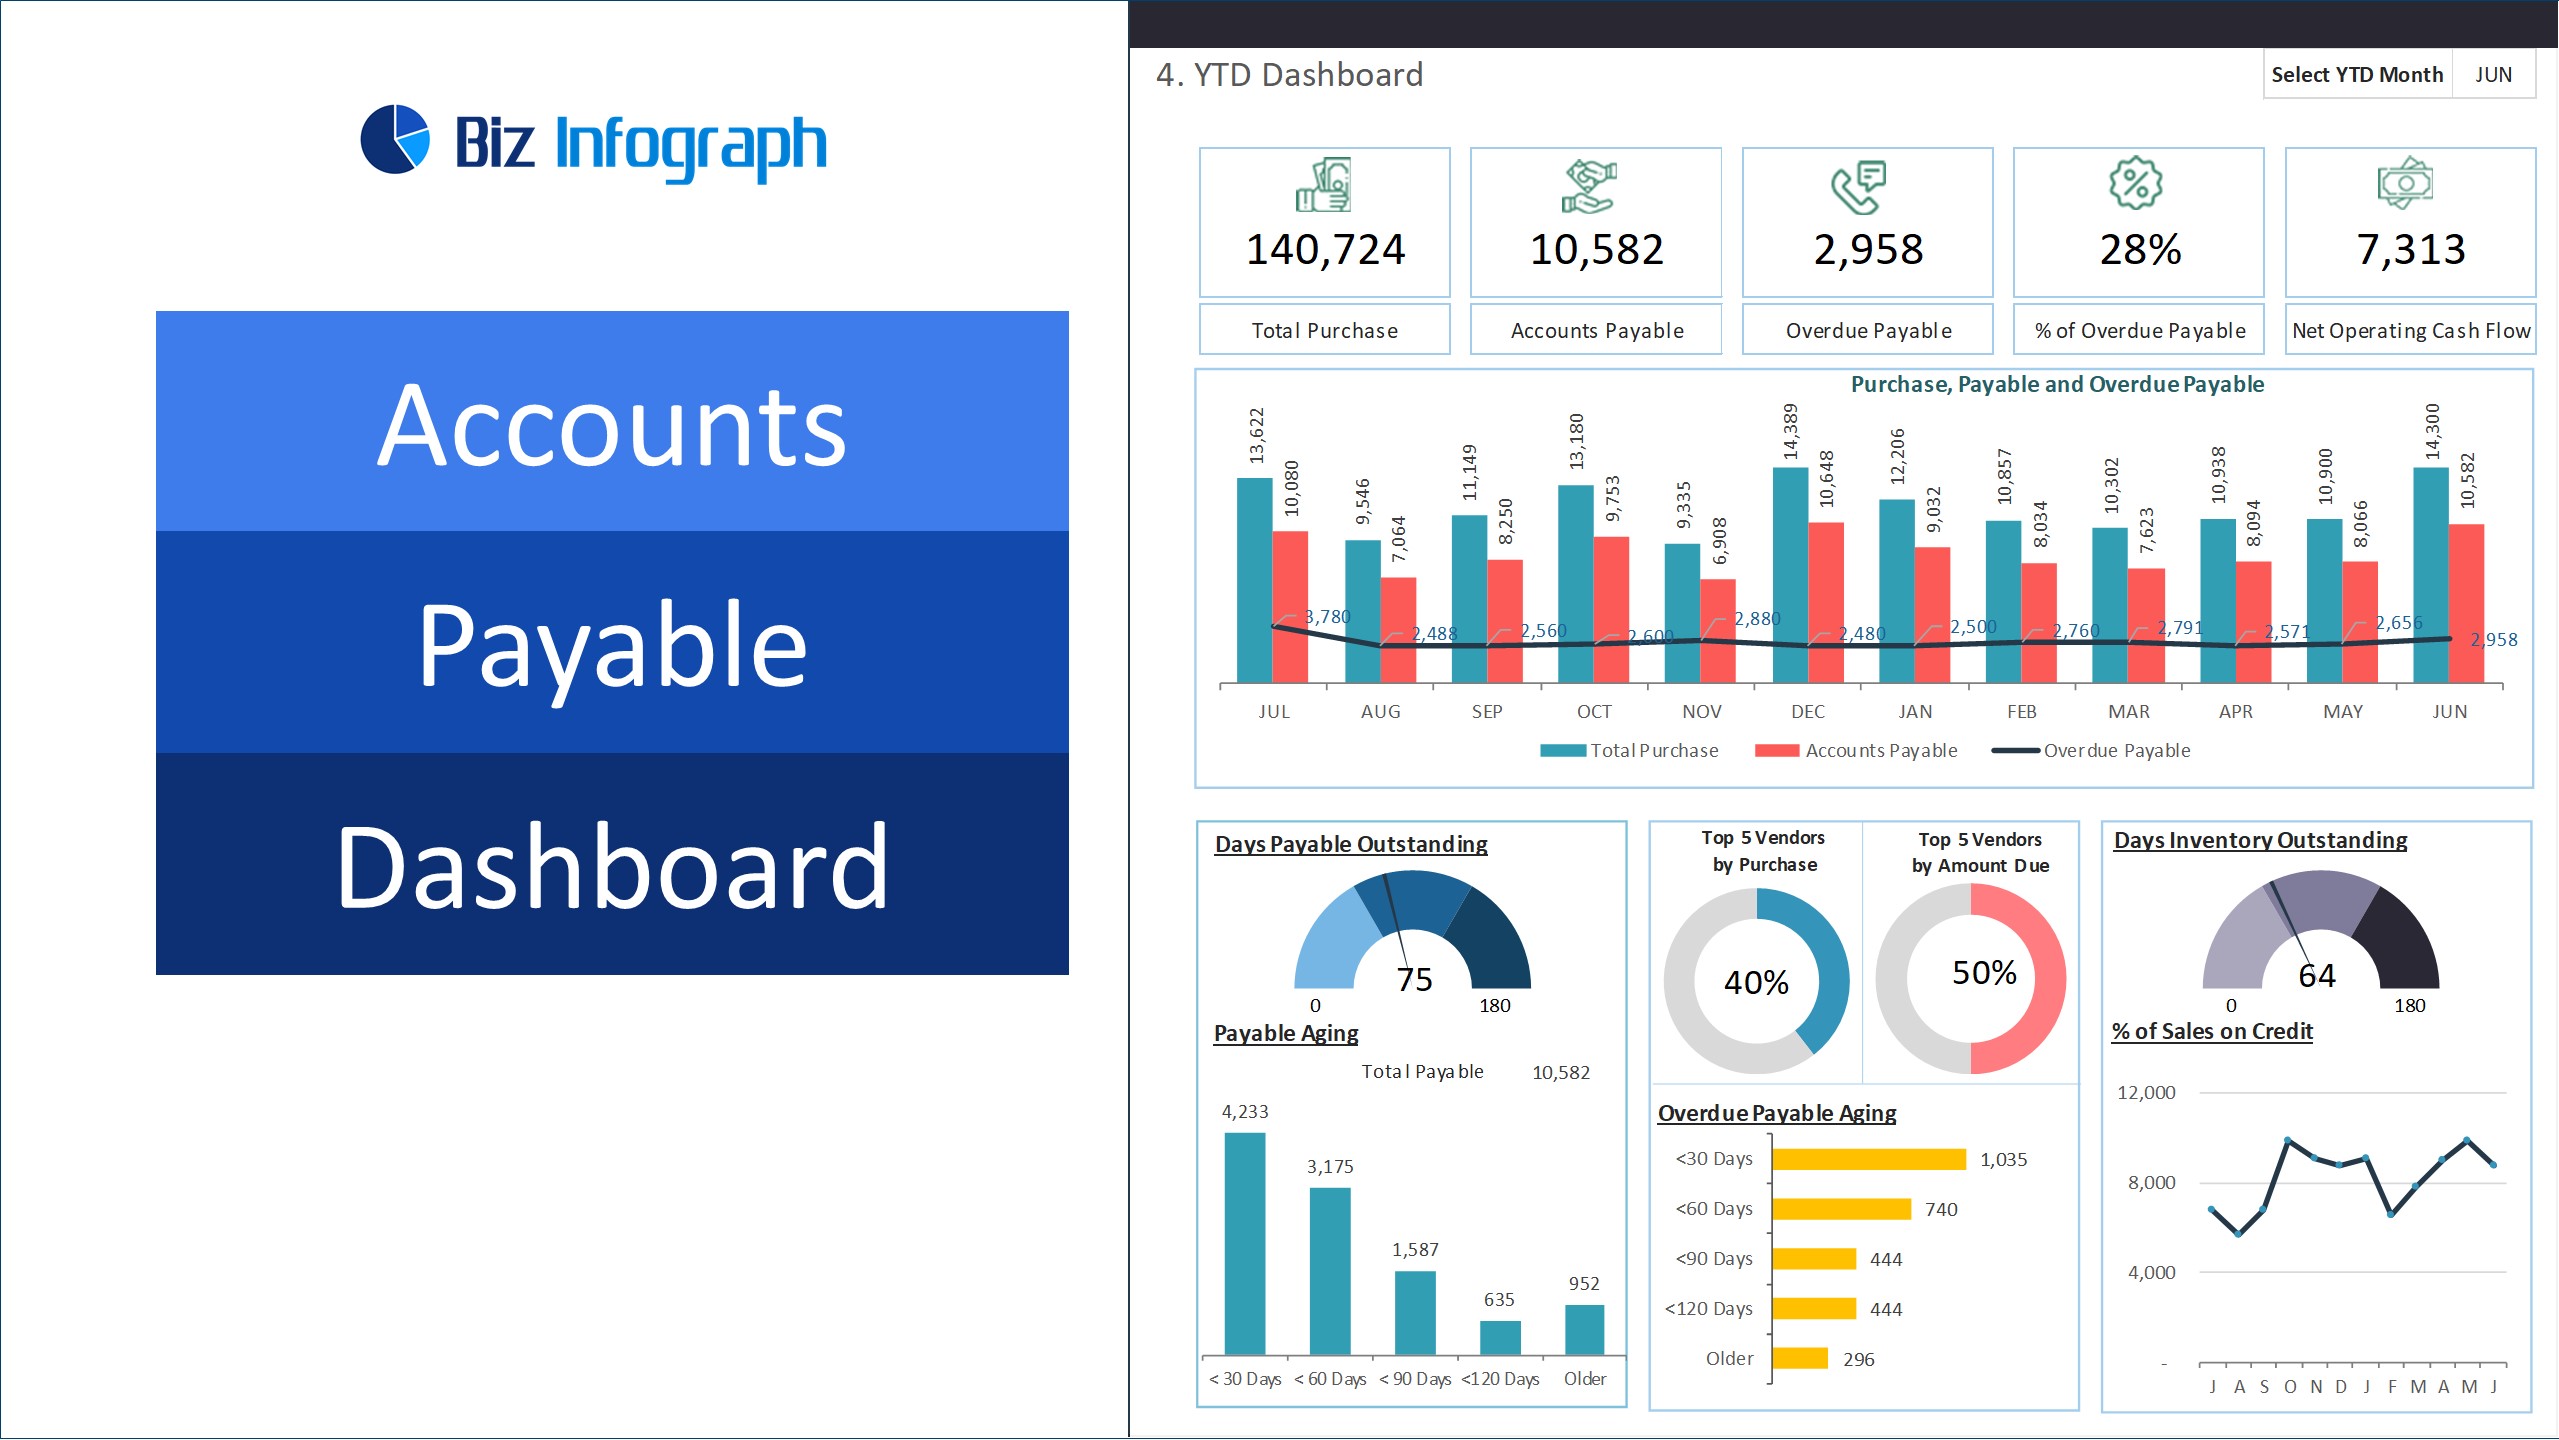 Biz Infograph
Accounts
Payable
Dashboard
4. YTD Dashboard
Select YTD Month JUN
140,724 10,582 2,958 28% 7,313
Total Purchase Accounts Payable Overdue Payable % of Overdue Payable Net Operating Cash Flow
Purchase, Payable and Overdue Payable
13,622 10,080 9,546 7,064 11,149 8,250 13,180 9,753 9,335 6,908 14,389 10,648 12,206 9,032 10,857 8,034 10,302 7,623 10,938 8,094 10,900 8,066 14,300 10,582
3,780 2,488 2,560 2,600 2,880 2,480 2,500 2,760 2,791 2,571 2,656 2,958
JUL AUG SEP OCT NOV DEC JAN FEB MAR APR MAY JUN
Total Purchase Accounts Payable Overdue Payable
Days Payable Outstanding
75
0 180
Payable Aging
Total Payable 10,582
4,233 3,175 1,587 635 952
< 30 Days < 60 Days < 90 Days <120 Days Older
Top 5 Vendors
by Purchase
40%
Top 5 Vendors
by Amount Due
50%
Overdue Payable Aging
<30 Days 1,035
<60 Days 740
<90 Days 444
<120 Days 444
Older 296
Days Inventory Outstanding
64
0 180
% of Sales on Credit
12,000
8,000
4,000
-
J A S O N D J F M A M J